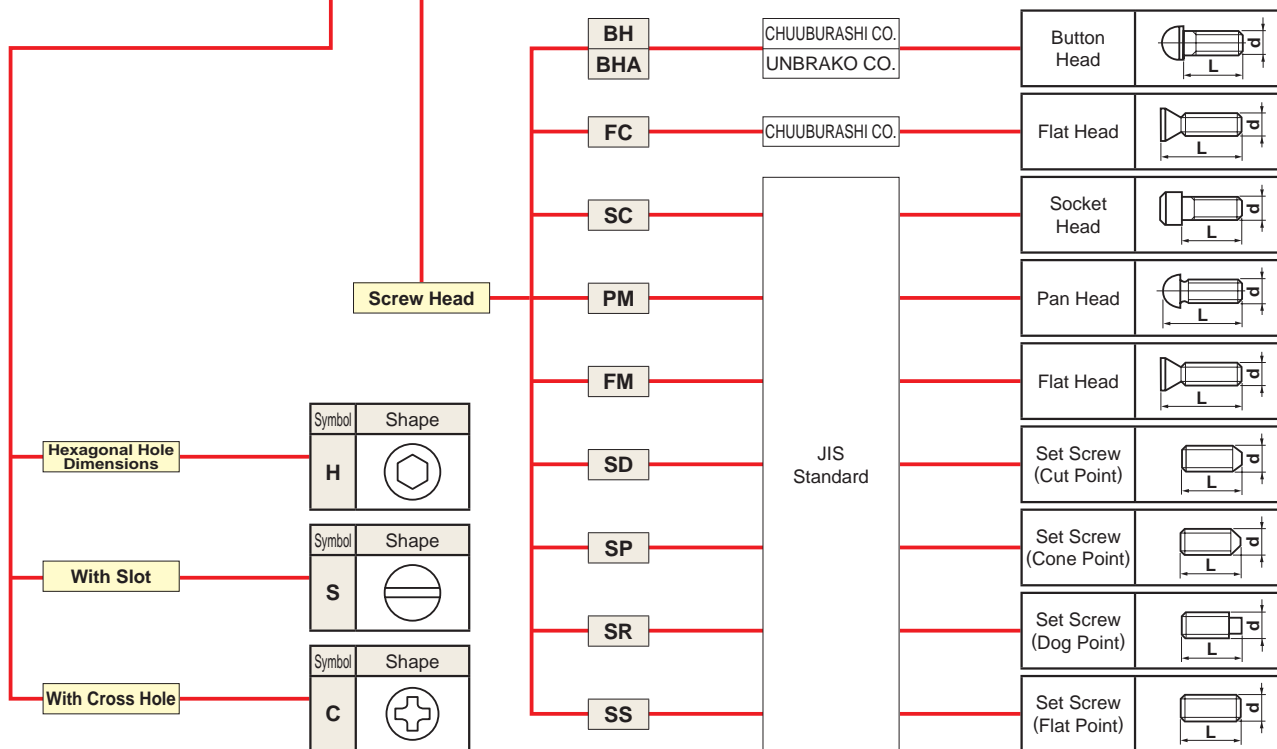 BH
BHA
CHUUBURASHI CO.
UNBRAKO CO.
Button
Head
d
L
FC
CHUUBURASHI CO.
Flat Head
d
L
SC
Socket
Head
d
L
Screw Head
PM
Pan Head
d
L
FM
Flat Head
d
L
JIS
Standard
SD
Set Screw
(Cut Point)
d
L
SP
Set Screw
(Cone Point)
d
L
SR
Set Screw
(Dog Point)
d
L
SS
Set Screw
(Flat Point)
d
L
Hexagonal Hole
Dimensions
Symbol Shape
H
With Slot
Symbol Shape
S
With Cross Hole
Symbol Shape
C